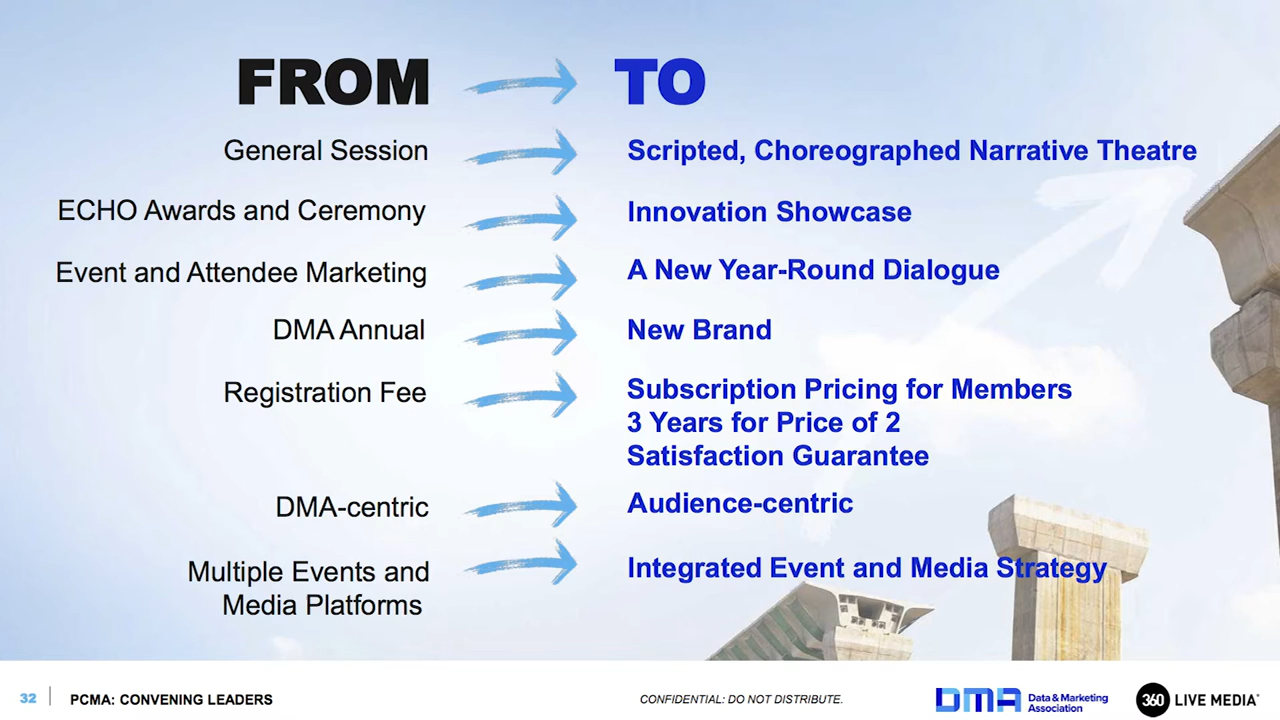 FROM TO
General Session Scripted, Choreographed Narrative Theatre
ECHO Awards and Ceremony Innovation Showcase
Event and Attendee Marketing A New Year-Round Dialogue
DMA Annual New Brand
Registration Fee Subscription Pricing for Members
3 Years for Price of 2
Satisfaction Guarantee
DMA-centric Audience-centric
Multiple Events and Integrated Event and Media Strategy
Media Platforms
32 PCMA: CONVENING LEADERS CONFIDENTIAL: DO NOT DISTRIBUTE. DMA Data & Marketing
Association
360 LIVE MEDIA